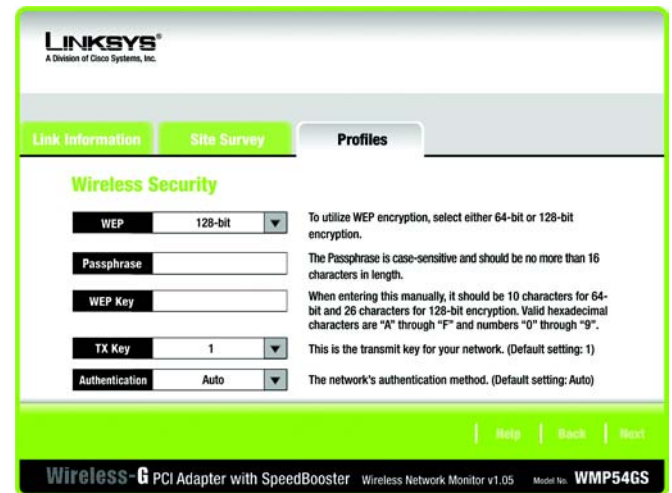 LINKSYS®
A Division of Cisco Systems, Inc.
Link Information
Site Survey
Profiles
Wireless Security
WEP
128-bit
To utilize WEP encryption, select either 64-bit or 128-bit
encryption.
Passphrase
The Passphrase is case-sensitive and should be no more than 16
characters in length.
WEP Key
When entering this manually, it should be 10 characters for 64-
bit and 26 characters for 128-bit encryption. Valid hexadecimal
characters are “A” through “F” and numbers “0” through “9”.
TX Key
1
This is the transmit key for your network. (Default setting: 1)
Authentication
Auto
The network's authentication method. (Default setting: Auto)
Help
Back
Next
Wireless-G PCI Adapter with SpeedBooster Wireless Network Monitor v1.05 Model No. WMP54GS